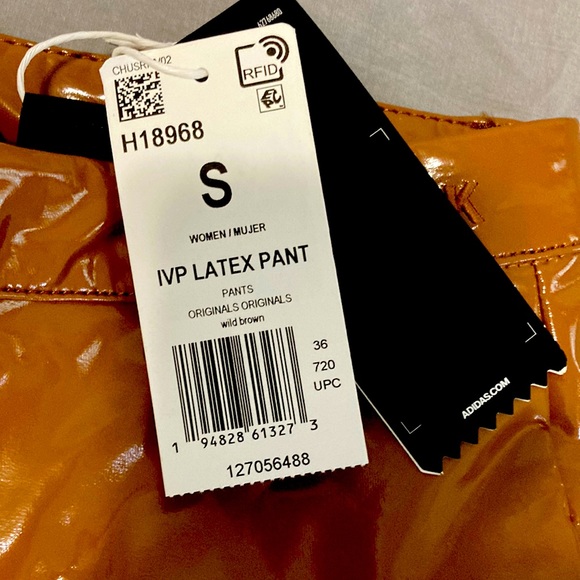 RFID
H18968
S
WOMEN / MUJER
IVP LATEX PANT
PANTS
ORIGINALS ORIGINALS
wild brown
36
720
UPC
1 94828 61327 3
127056488
ADIDAS.COM